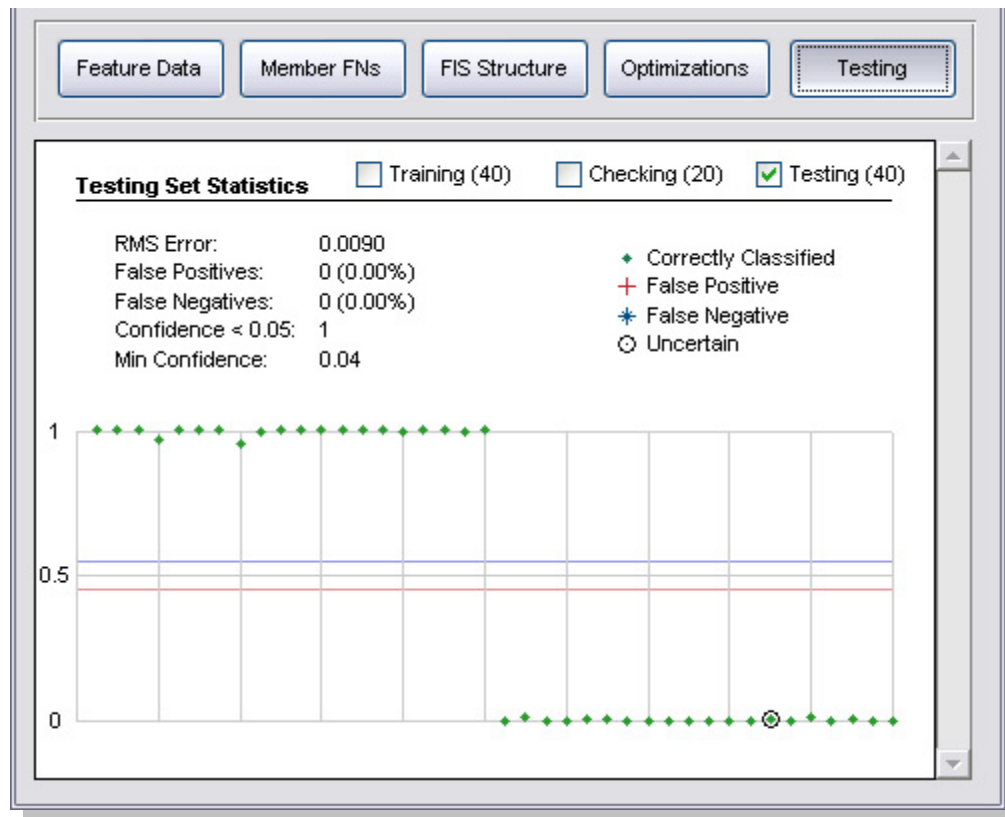 Feature Data Member FNs FIS Structure Optimizations Testing
Testing Set Statistics Training (40) Checking (20) Testing (40)
RMS Error: 0.0090
False Positives: 0 (0.00%)
False Negatives: 0 (0.00%)
Confidence < 0.05: 1
Min Confidence: 0.04
Correctly Classified
False Positive
False Negative
Uncertain
1
0.5
0